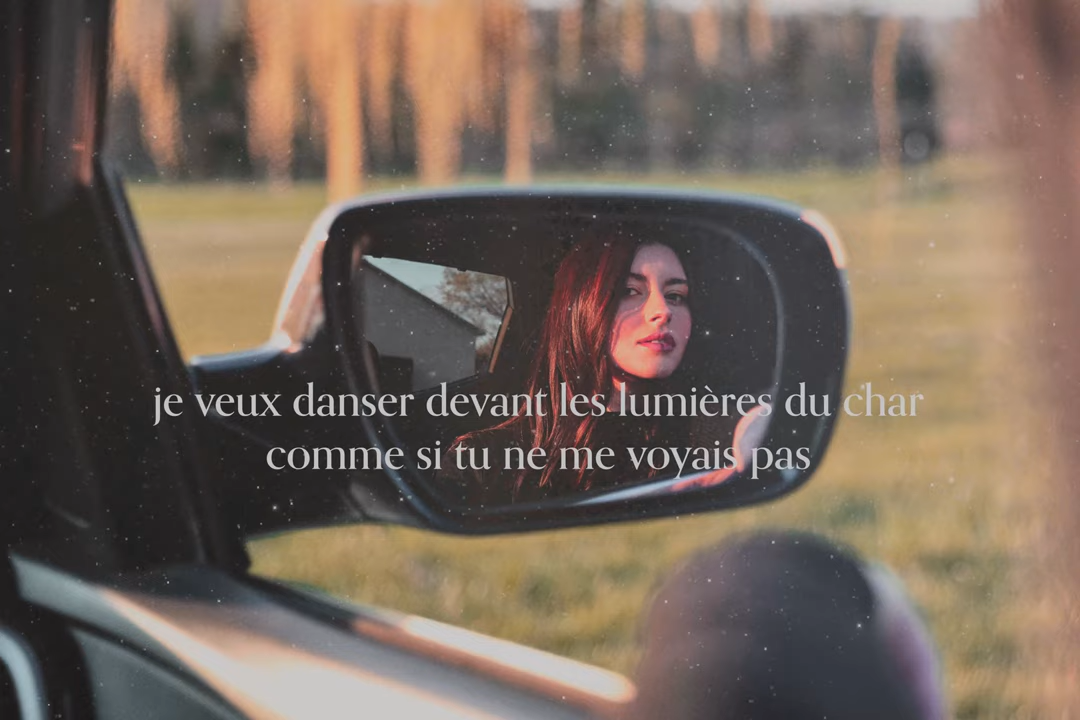 je veux danser devant les lumières du char
comme si tu ne me voyais pas